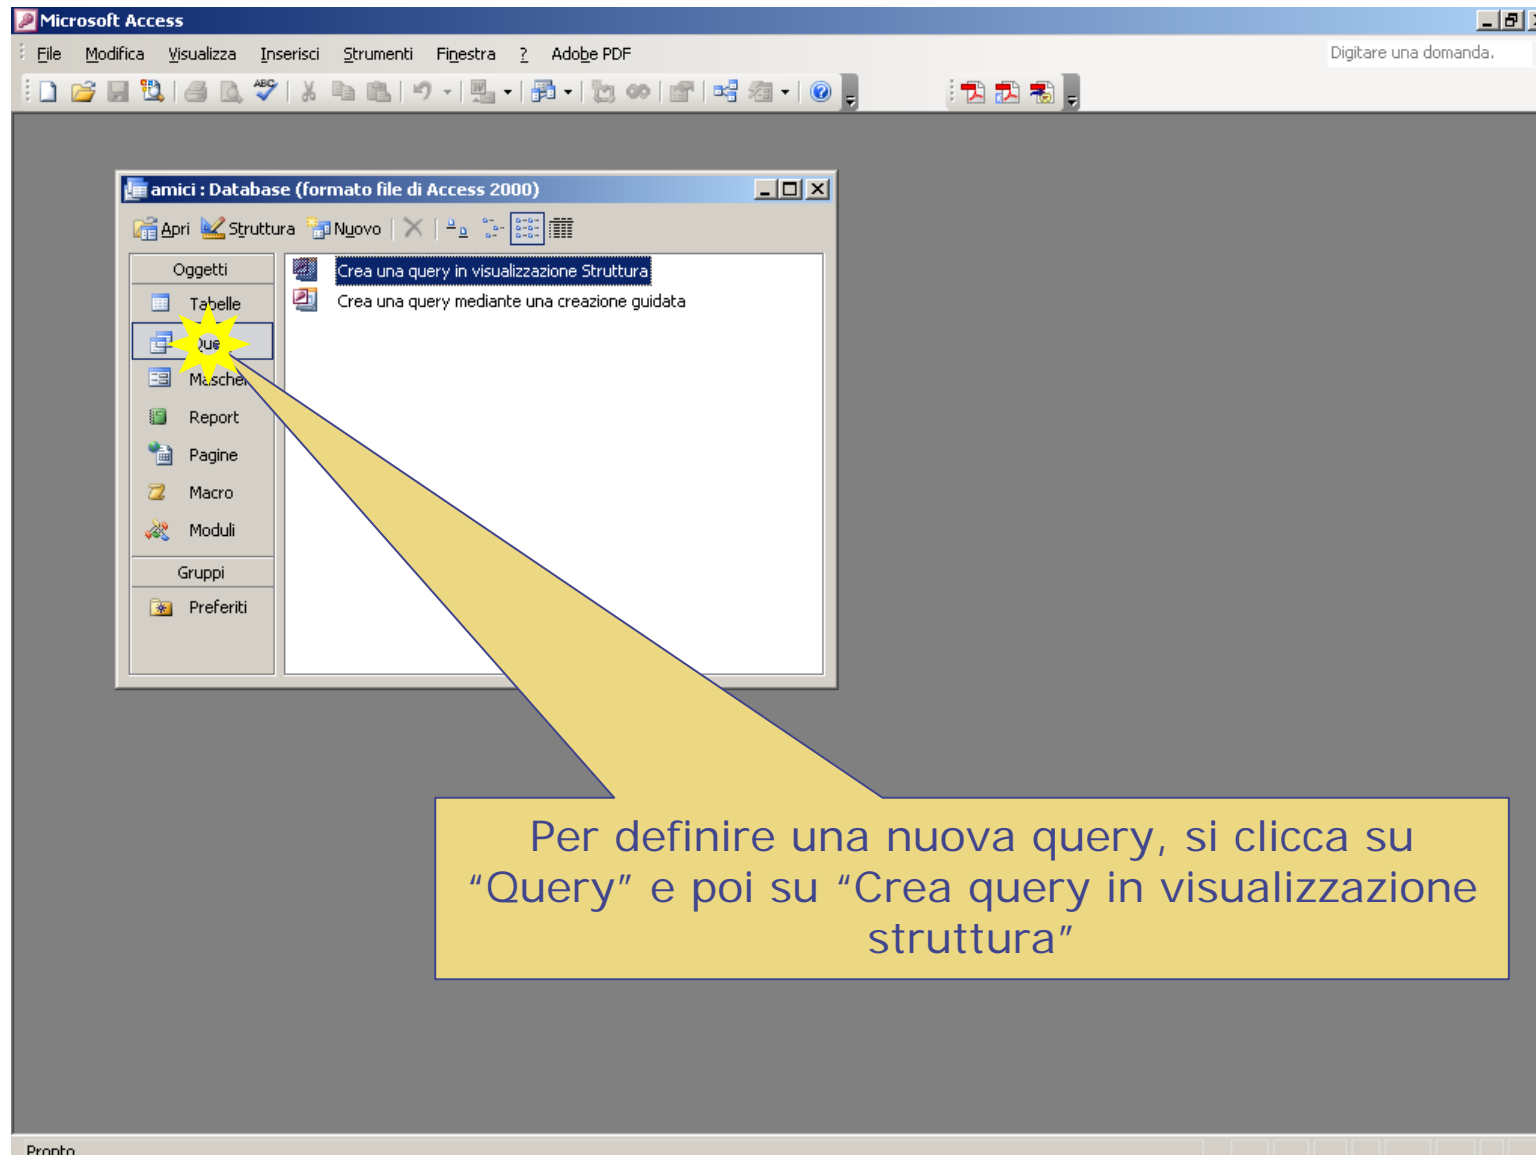 Microsoft Access
File Modifica Visualizza Inserisci Strumenti Finestra ? Adobe PDF Digitare una domanda.
amici : Database (formato file di Access 2000)
Apri Struttura Nuovo
Oggetti
Tabelle
Mascher
Report
Pagine
Macro
Moduli
Gruppi
Preferiti
Crea una query in visualizzazione Struttura
Crea una query mediante una creazione guidata
Per definire una nuova query, si clicca su
“Query” e poi su “Crea query in visualizzazione
struttura”
Pronto